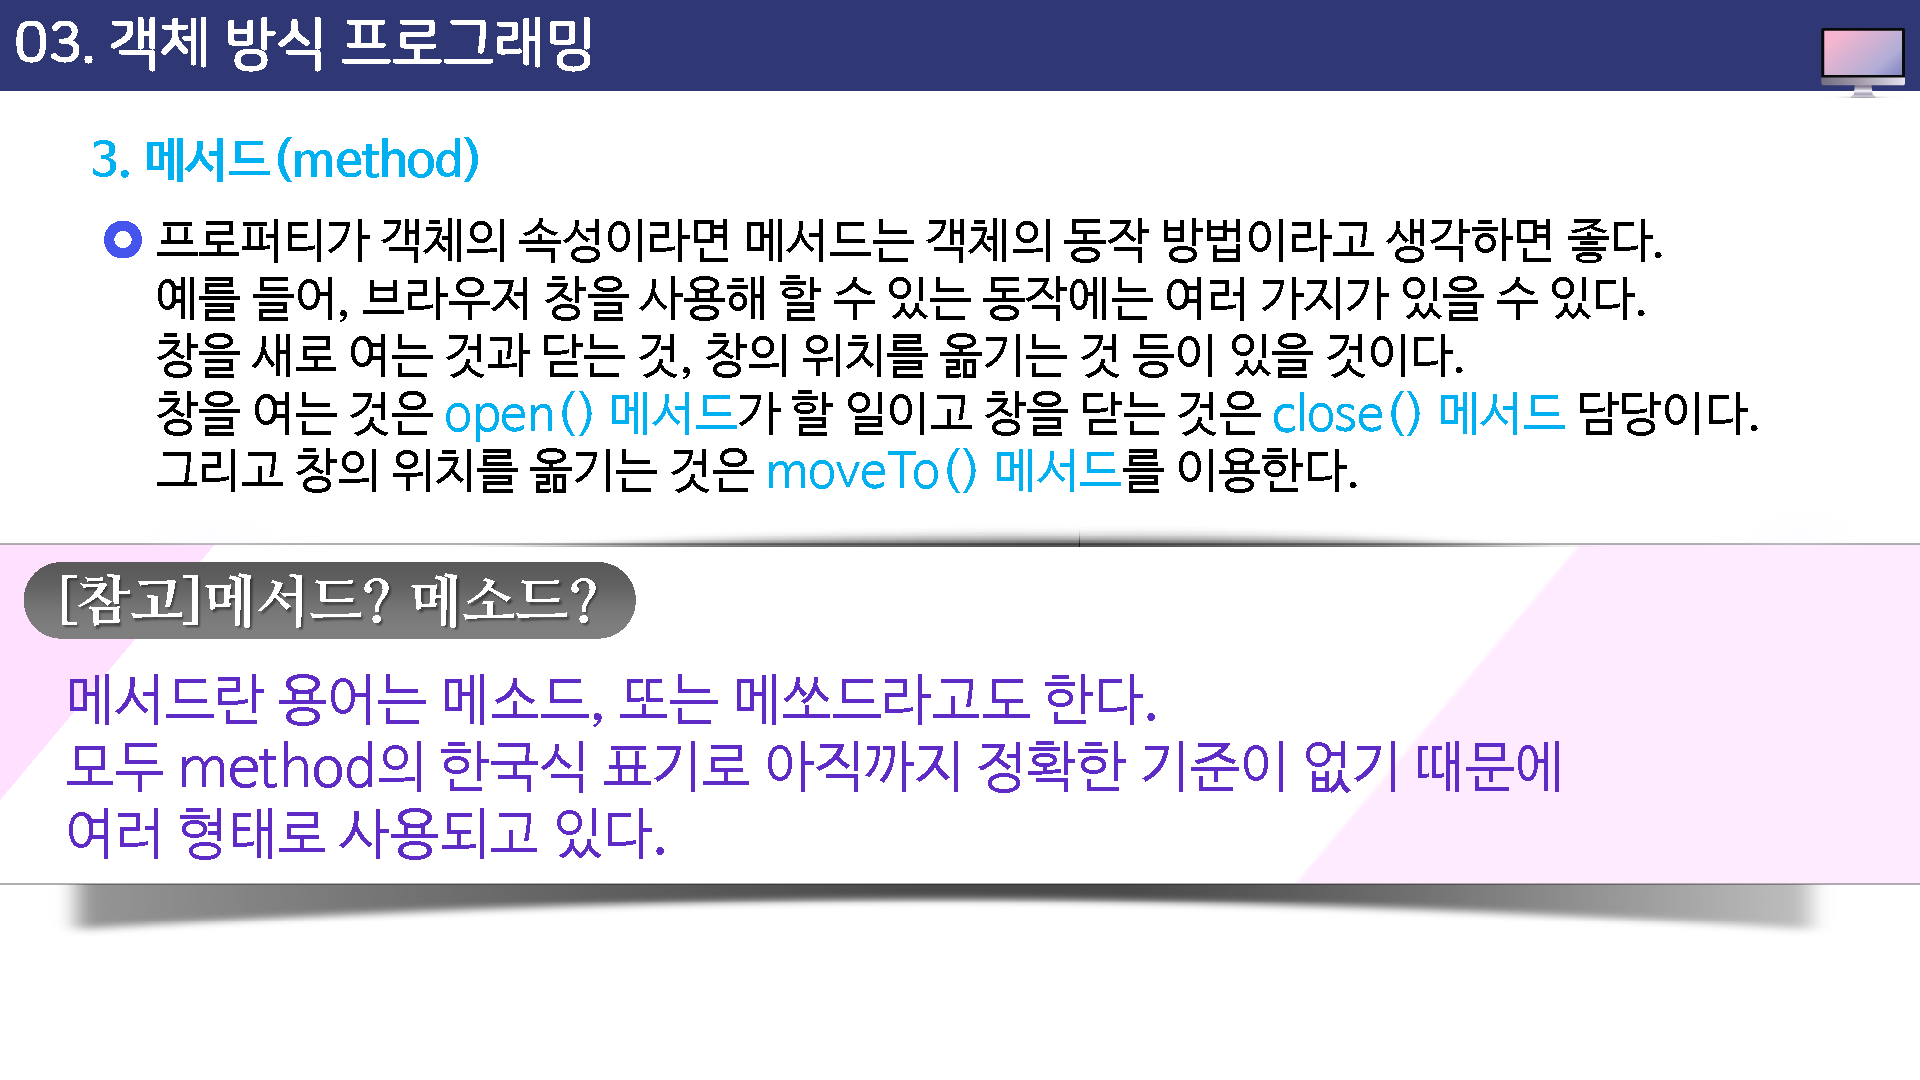 03. 객체 방식 프로그래밍
3. 메서드(method)
프로퍼티가 객체의 속성이라면 메서드는 객체의 동작 방법이라고 생각하면 좋다.
예를 들어, 브라우저 창을 사용해 할 수 있는 동작에는 여러 가지가 있을 수 있다.
창을 새로 여는 것과 닫는 것, 창의 위치를 옮기는 것 등이 있을 것이다.
창을 여는 것은 open() 메서드가 할 일이고 창을 닫는 것은 close() 메서드 담당이다.
그리고 창의 위치를 옮기는 것은 moveTo() 메서드를 이용한다.
[참고]메서드? 메소드?
메서드란 용어는 메소드, 또는 메쏘드라고도 한다.
모두 method의 한국식 표기로 아직까지 정확한 기준이 없기 때문에
여러 형태로 사용되고 있다.